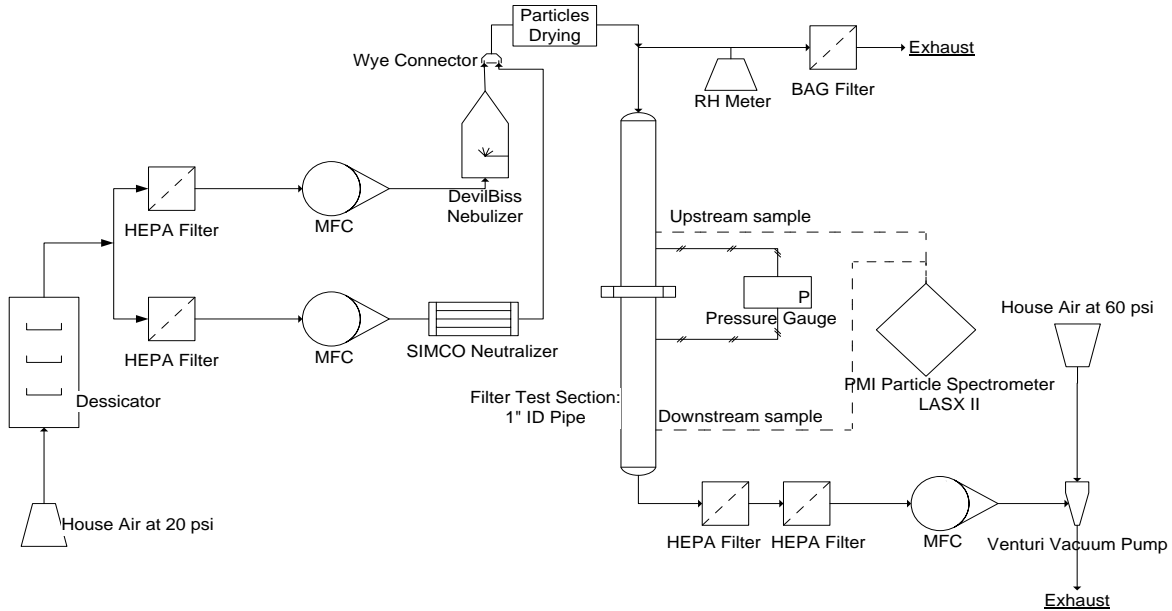 Particles
Drying
Exhaust
Wye Connector
RH Meter
BAG Filter
DevilBiss
Nebulizer
HEPA Filter
MFC
Upstream sample
P
Pressure Gauge
House Air at 60 psi
HEPA Filter
MFC
SIMCO Neutralizer
PMI Particle Spectrometer
LASX II
Dessicator
Filter Test Section:
1" ID Pipe
Downstream sample
House Air at 20 psi
HEPA Filter
HEPA Filter
MFC
Venturi Vacuum Pump
Exhaust